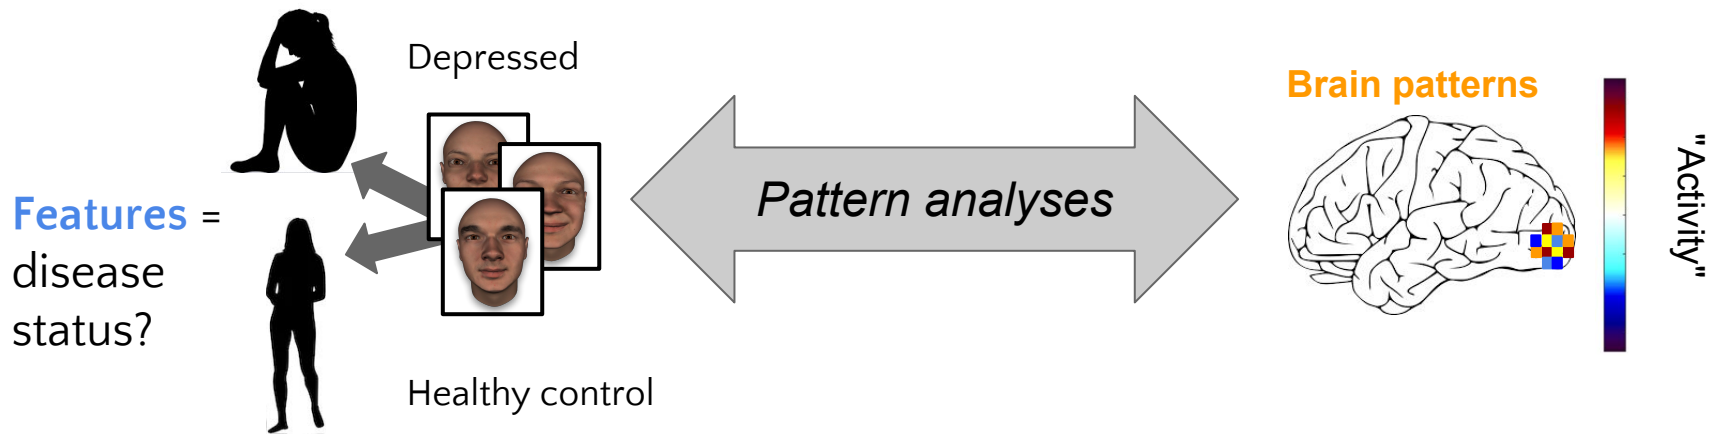 Depressed
Features =
disease
status?
Healthy control
Pattern analyses
Brain patterns
"Activity"